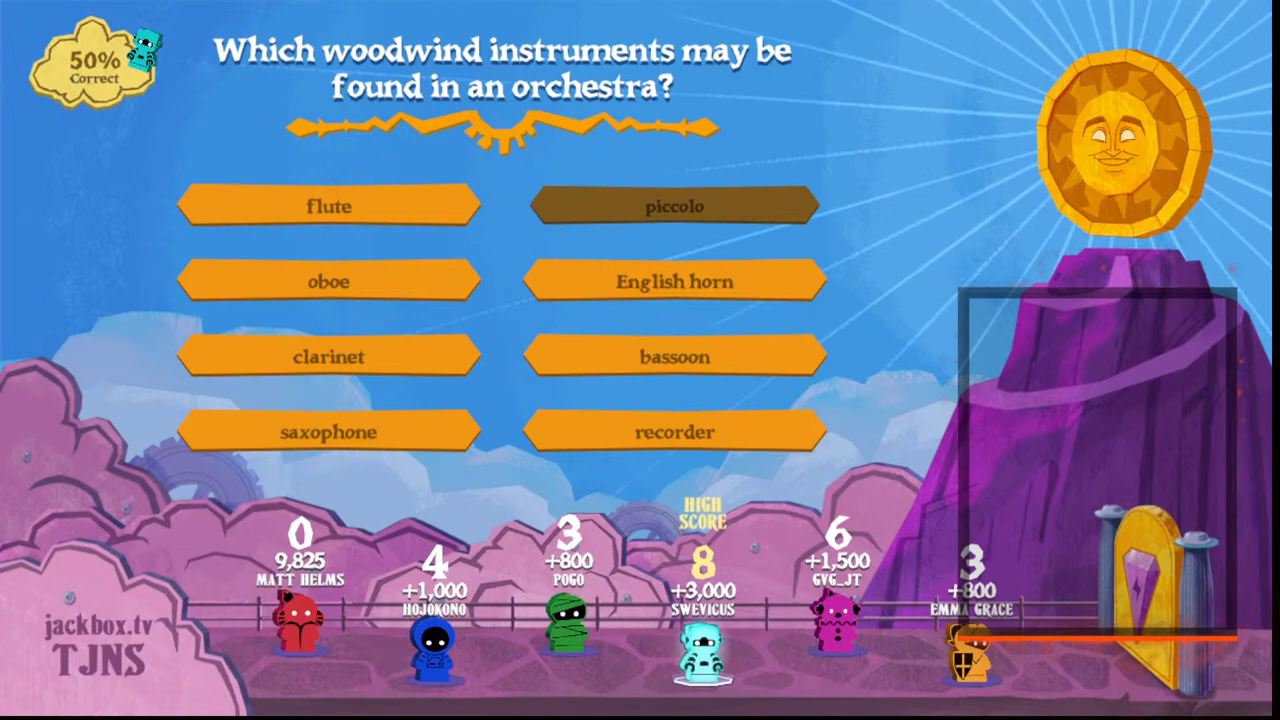 50%
Correct
Which woodwind instruments may be
found in an orchestra?
flute
piccolo
oboe
English horn
clarinet
bassoon
saxophone
recorder
0
9,825
MATT HELMS
4
+1,000
HOJOKONO
3
+800
POGO
HIGH
SCORE
8
+3,000
SWEVICUS
6
+1,500
GVG_JT
3
+800
EMMA GRACE
jackbox.tv
TJNS